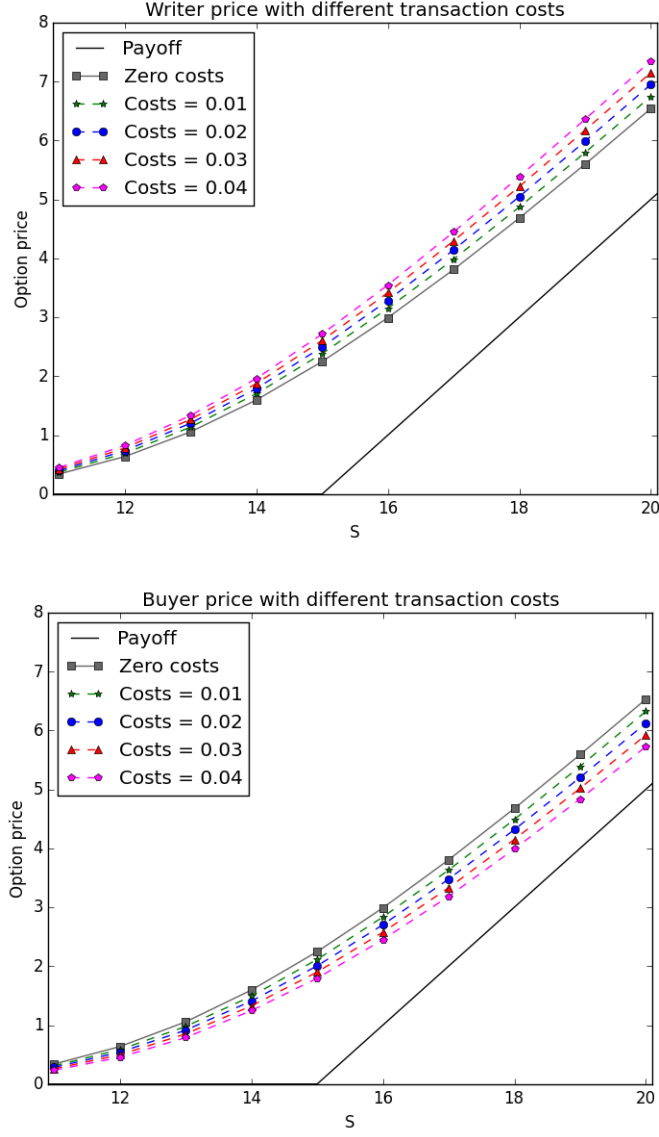 Writer price with different transaction costs
8
7
6
5
4
3
2
1
0
Option price
Payoff
Zero costs
Costs = 0.01
Costs = 0.02
Costs = 0.03
Costs = 0.04
12 14 16 18 20
S
Buyer price with different transaction costs
8
7
6
5
4
3
2
1
0
Option price
Payoff
Zero costs
Costs = 0.01
Costs = 0.02
Costs = 0.03
Costs = 0.04
12 14 16 18 20
S